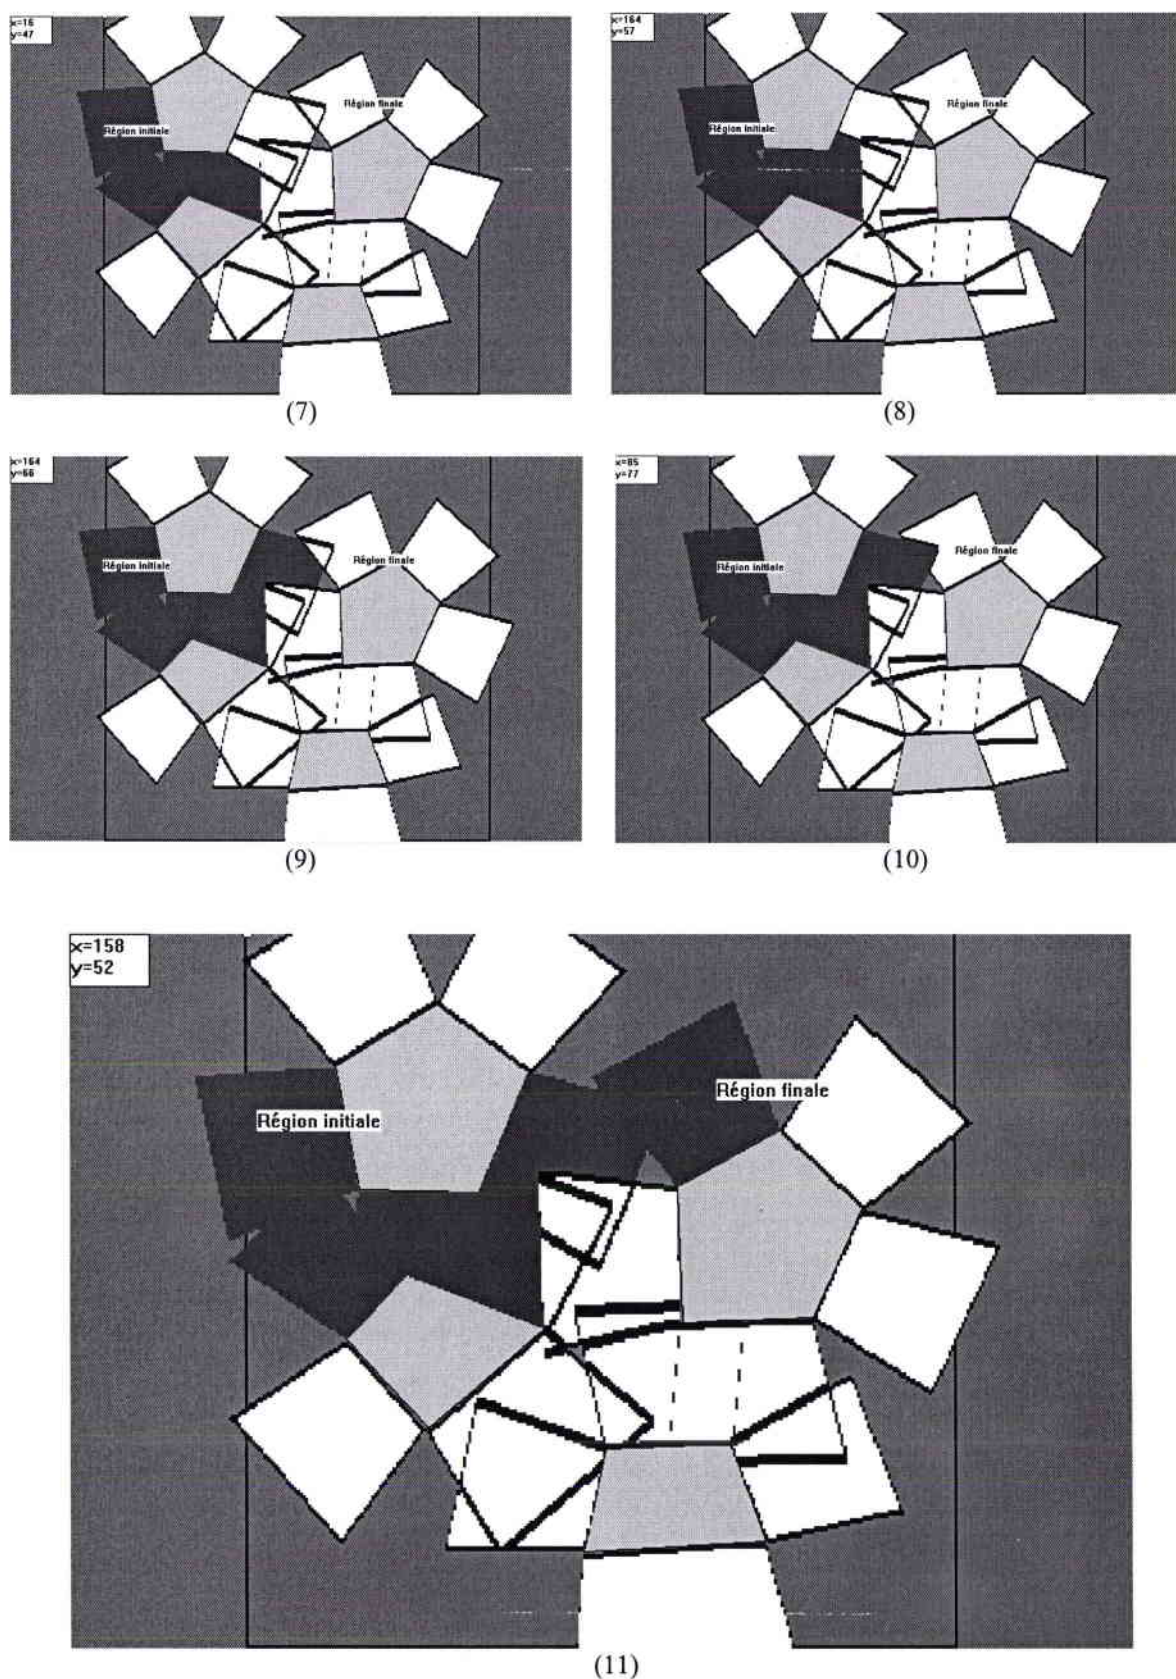 x=16
y=47
Région initiale
Région finale
(7)
x=164
y=57
Région initiale
Région finale
(8)
x=164
y=66
Région initiale
Région finale
(9)
x=85
y=77
Région initiale
Région finale
(10)
x=158
y=52
Région initiale
Région finale
(11)